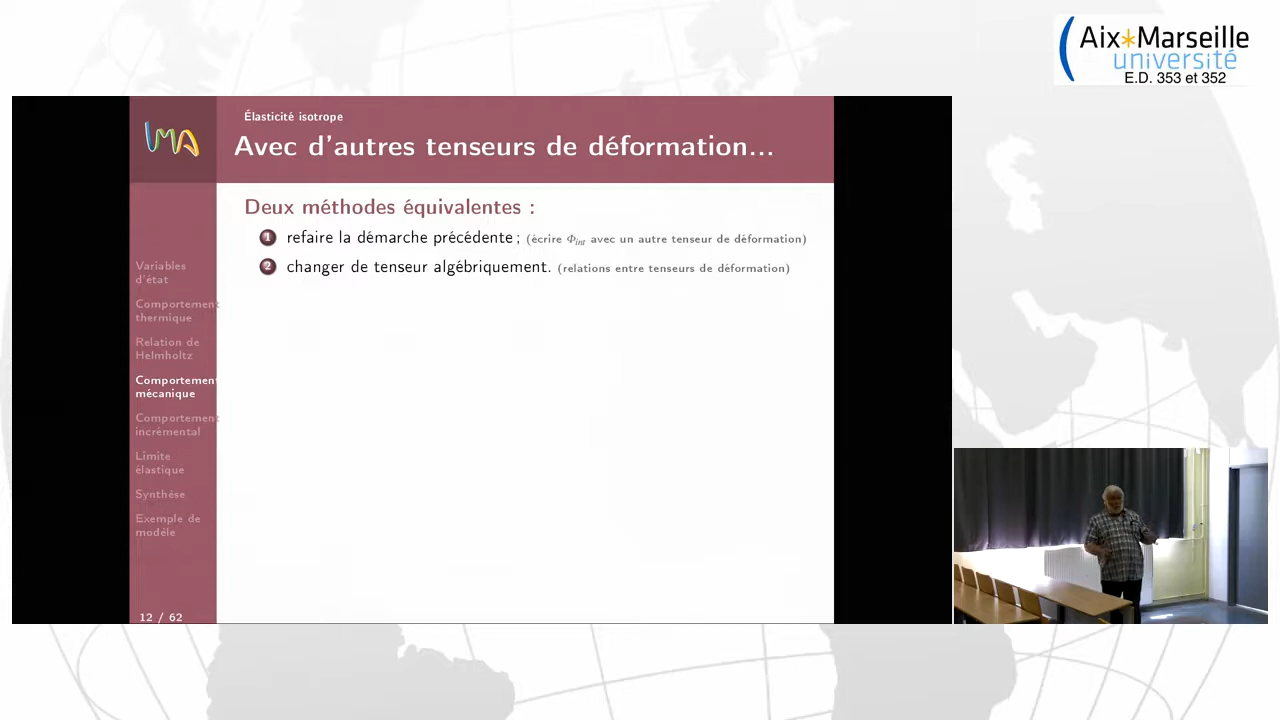 Aix*Marseille
université
E.D. 353 et 352
LMA
Élasticité isotrope
Avec d'autres tenseurs de déformation...
Deux méthodes équivalentes :
1 refaire la démarche précédente ; (écrire Φint avec un autre tenseur de déformation)
2 changer de tenseur algébriquement. (relations entre tenseurs de déformation)
Variables
d'état
Comportement
thermique
Relation de
Helmholtz
Comportement
mécanique
Comportement
incrémental
Limite
élastique
Synthèse
Exemple de
modèle
12 / 62